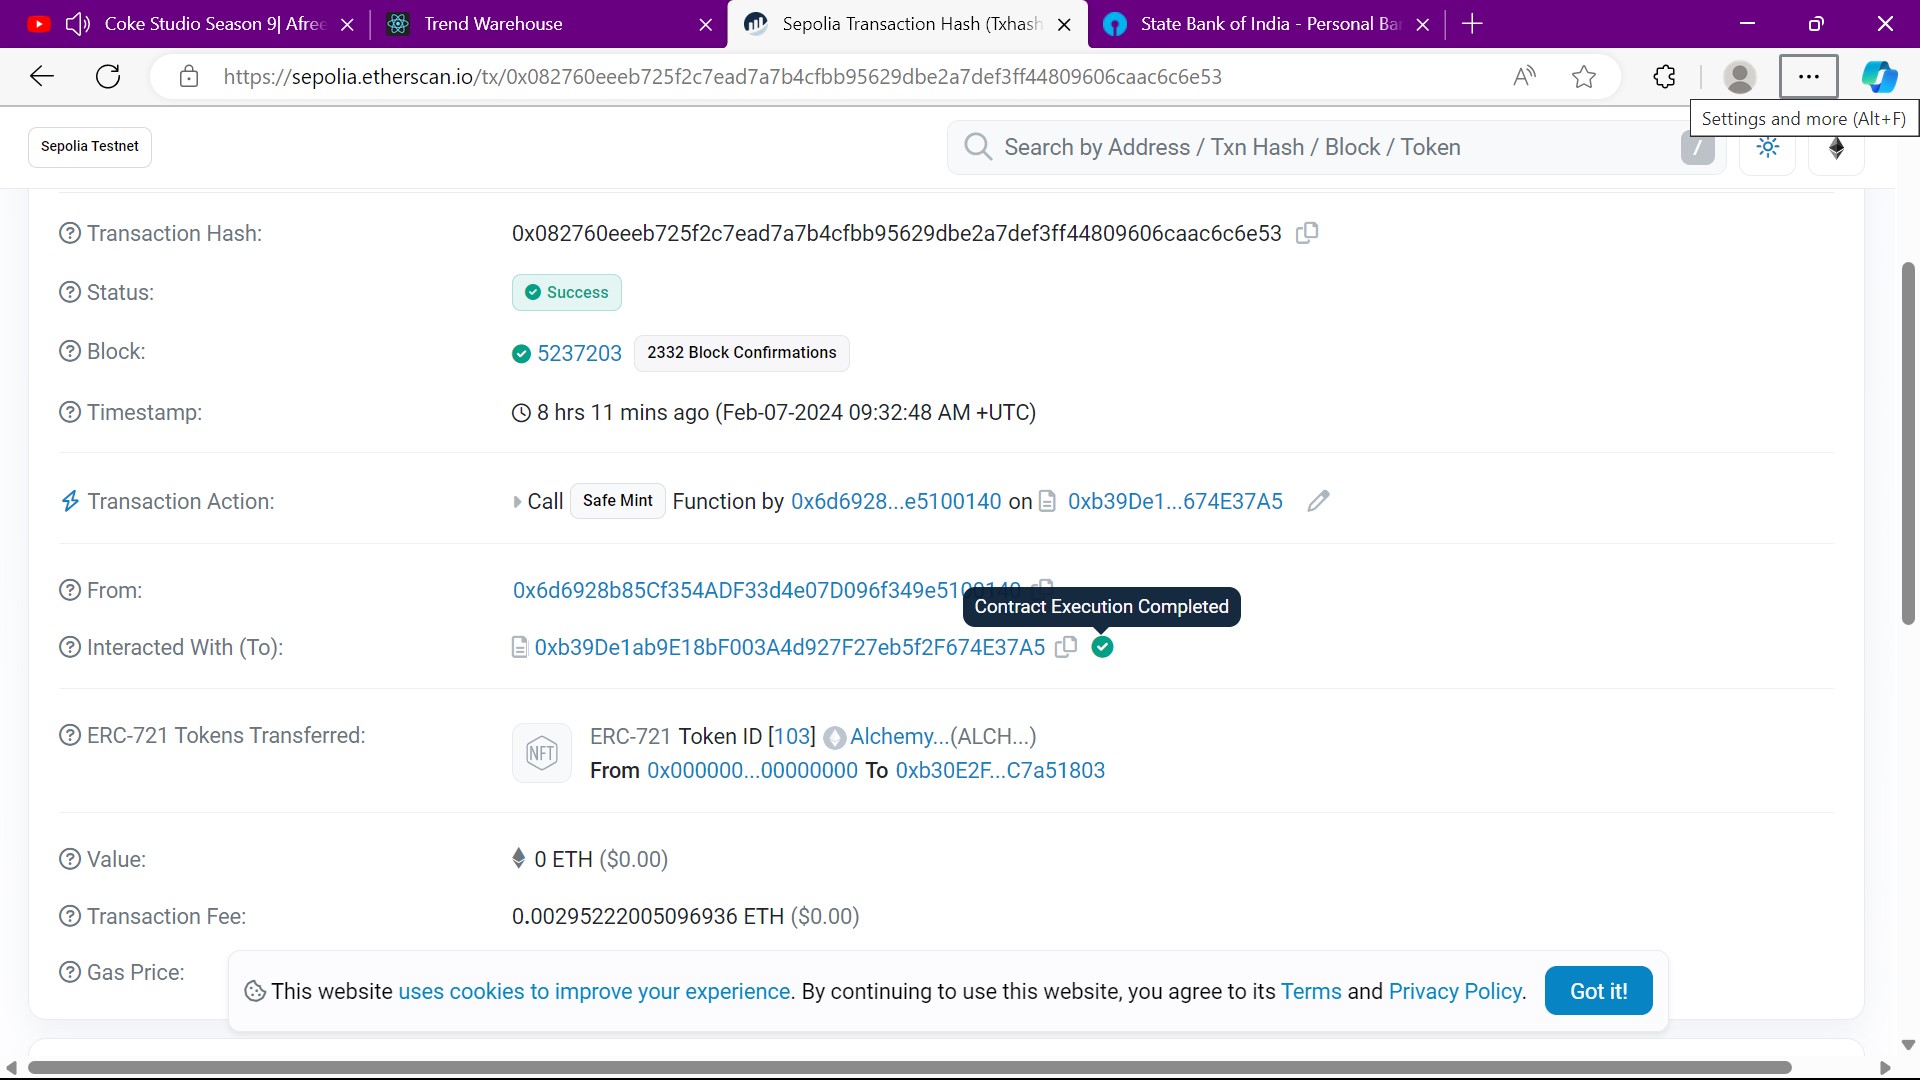 Coke Studio Season 9| Afree
Trend Warehouse
Sepolia Transaction Hash (Txhash
State Bank of India - Personal Ba
https://sepolia.etherscan.io/tx/0x082760eeeb725f2c7ead7a7b4cfbb95629dbe2a7def3ff44809606caac6c6e53
Settings and more (Alt+F)
Sepolia Testnet
Search by Address / Txn Hash / Block / Token
/
Transaction Hash:
0x082760eeeb725f2c7ead7a7b4cfbb95629dbe2a7def3ff44809606caac6c6e53
Status:
Success
Block:
5237203
2332 Block Confirmations
Timestamp:
8 hrs 11 mins ago (Feb-07-2024 09:32:48 AM +UTC)
Transaction Action:
Call Safe Mint Function by 0x6d6928...e5100140 on 0xb39De1...674E37A5
From:
0x6d6928b85Cf354ADF33d4e07D096f349e5100140
Contract Execution Completed
Interacted With (To):
0xb39De1ab9E18bF003A4d927F27eb5f2F674E37A5
ERC-721 Tokens Transferred:
NFT
ERC-721 Token ID [103] Alchemy...(ALCH...)
From 0x000000...00000000 To 0xb30E2F...C7a51803
Value:
0 ETH ($0.00)
Transaction Fee:
0.00295222005096936 ETH ($0.00)
Gas Price:
This website uses cookies to improve your experience. By continuing to use this website, you agree to its Terms and Privacy Policy.
Got it!